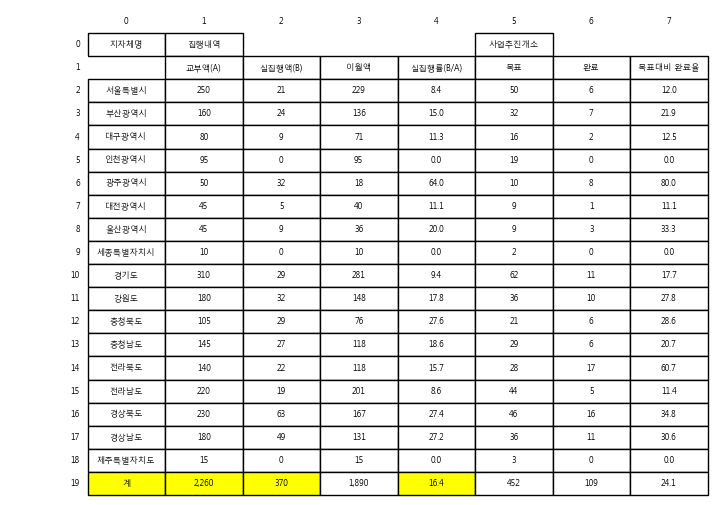 0 1 2 3 4 5 6 7
0 지자체명 집행내역 사업추진개소
1 교부액(A) 실집행액(B) 이월액 실집행률(B/A) 목표 완료 목표대비 완료율
2 서울특별시 250 21 229 8.4 50 6 12.0
3 부산광역시 160 24 136 15.0 32 7 21.9
4 대구광역시 80 9 71 11.3 16 2 12.5
5 인천광역시 95 0 95 0.0 19 0 0.0
6 광주광역시 50 32 18 64.0 10 8 80.0
7 대전광역시 45 5 40 11.1 9 1 11.1
8 울산광역시 45 9 36 20.0 9 3 33.3
9 세종특별자치시 10 0 10 0.0 2 0 0.0
10 경기도 310 29 281 9.4 62 11 17.7
11 강원도 180 32 148 17.8 36 10 27.8
12 충청북도 105 29 76 27.6 21 6 28.6
13 충청남도 145 27 118 18.6 29 6 20.7
14 전라북도 140 22 118 15.7 28 17 60.7
15 전라남도 220 19 201 8.6 44 5 11.4
16 경상북도 230 63 167 27.4 46 16 34.8
17 경상남도 180 49 131 27.2 36 11 30.6
18 제주특별자치도 15 0 15 0.0 3 0 0.0
19 계 2,260 370 1,890 16.4 452 109 24.1